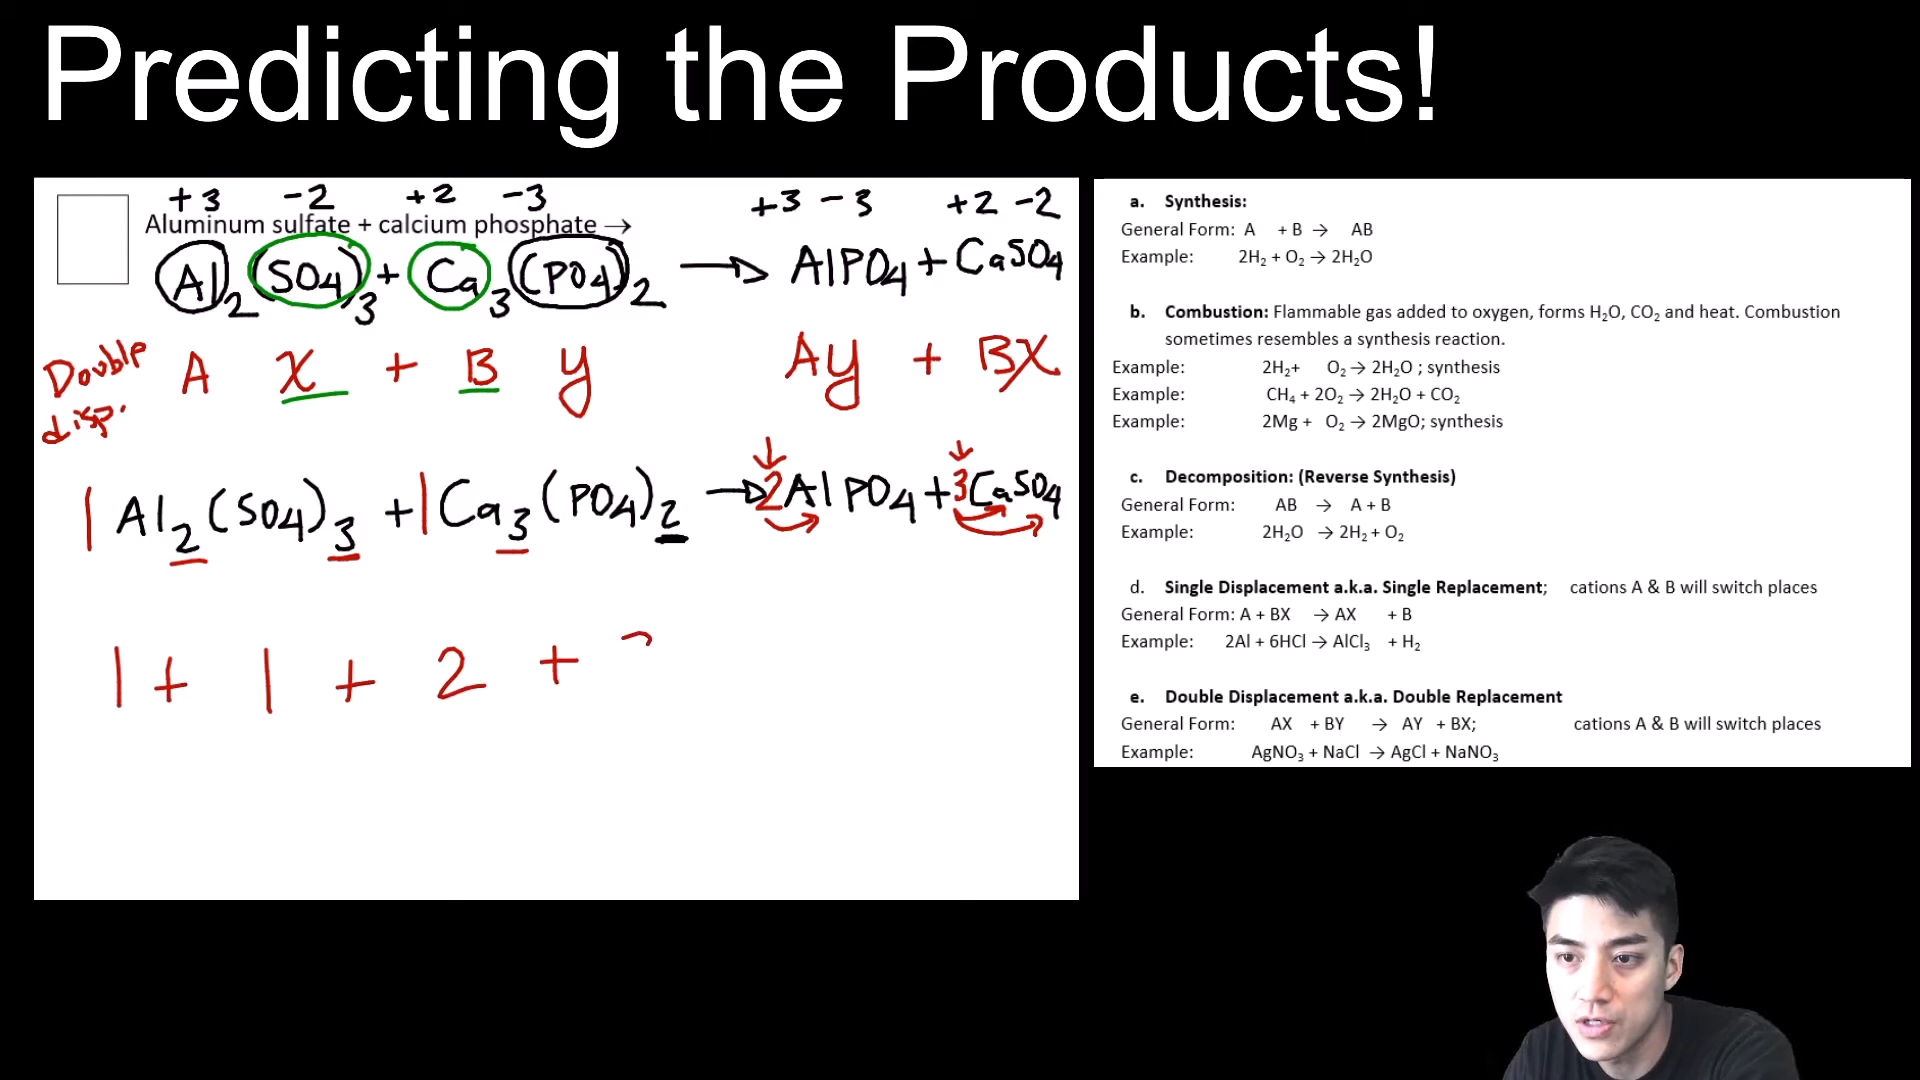 Predicting the Products!
+3 -2 +2 -3 +3 -3 +2 -2
Aluminum sulfate + calcium phosphate →
Al₂(SO₄)₃ + Ca₃(PO₄)₂ → AlPO₄ + CaSO₄
Double disp. A X + B Y AY + BX
1 Al₂(SO₄)₃ + 1 Ca₃(PO₄)₂ → 2 AlPO₄ + 3 CaSO₄
1 + 1 + 2 +
a. Synthesis:
General Form: A + B → AB
Example: 2H₂ + O₂ → 2H₂O
b. Combustion: Flammable gas added to oxygen, forms H₂O, CO₂ and heat. Combustion
sometimes resembles a synthesis reaction.
Example: 2H₂+ O₂ → 2H₂O ; synthesis
Example: CH₄ + 2O₂ → 2H₂O + CO₂
Example: 2Mg + O₂ → 2MgO; synthesis
c. Decomposition: (Reverse Synthesis)
General Form: AB → A + B
Example: 2H₂O → 2H₂ + O₂
d. Single Displacement a.k.a. Single Replacement; cations A & B will switch places
General Form: A + BX → AX + B
Example: 2Al + 6HCl → AlCl₃ + H₂
e. Double Displacement a.k.a. Double Replacement
General Form: AX + BY → AY + BX; cations A & B will switch places
Example: AgNO₃ + NaCl → AgCl + NaNO₃